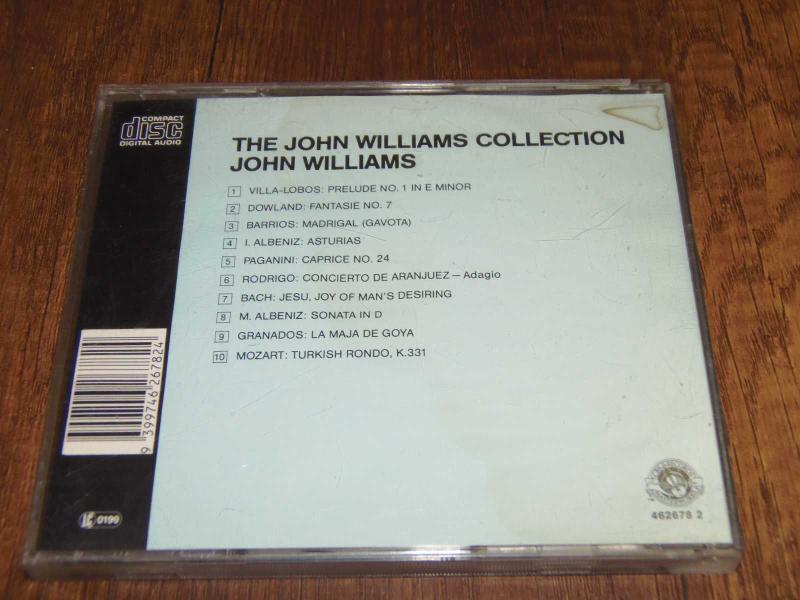 COMPACT
disc
DIGITAL AUDIO
THE JOHN WILLIAMS COLLECTION
JOHN WILLIAMS
1 VILLA-LOBOS: PRELUDE NO. 1 IN E MINOR
2 DOWLAND: FANTASIE NO. 7
3 BARRIOS: MADRIGAL (GAVOTA)
4 I. ALBENIZ: ASTURIAS
5 PAGANINI: CAPRICE NO. 24
6 RODRIGO: CONCIERTO DE ARANJUEZ — Adagio
7 BACH: JESU, JOY OF MAN'S DESIRING
8 M. ALBENIZ: SONATA IN D
9 GRANADOS: LA MAJA DE GOYA
10 MOZART: TURKISH RONDO, K.331
9 399746 267824
LC 0199
462678 2